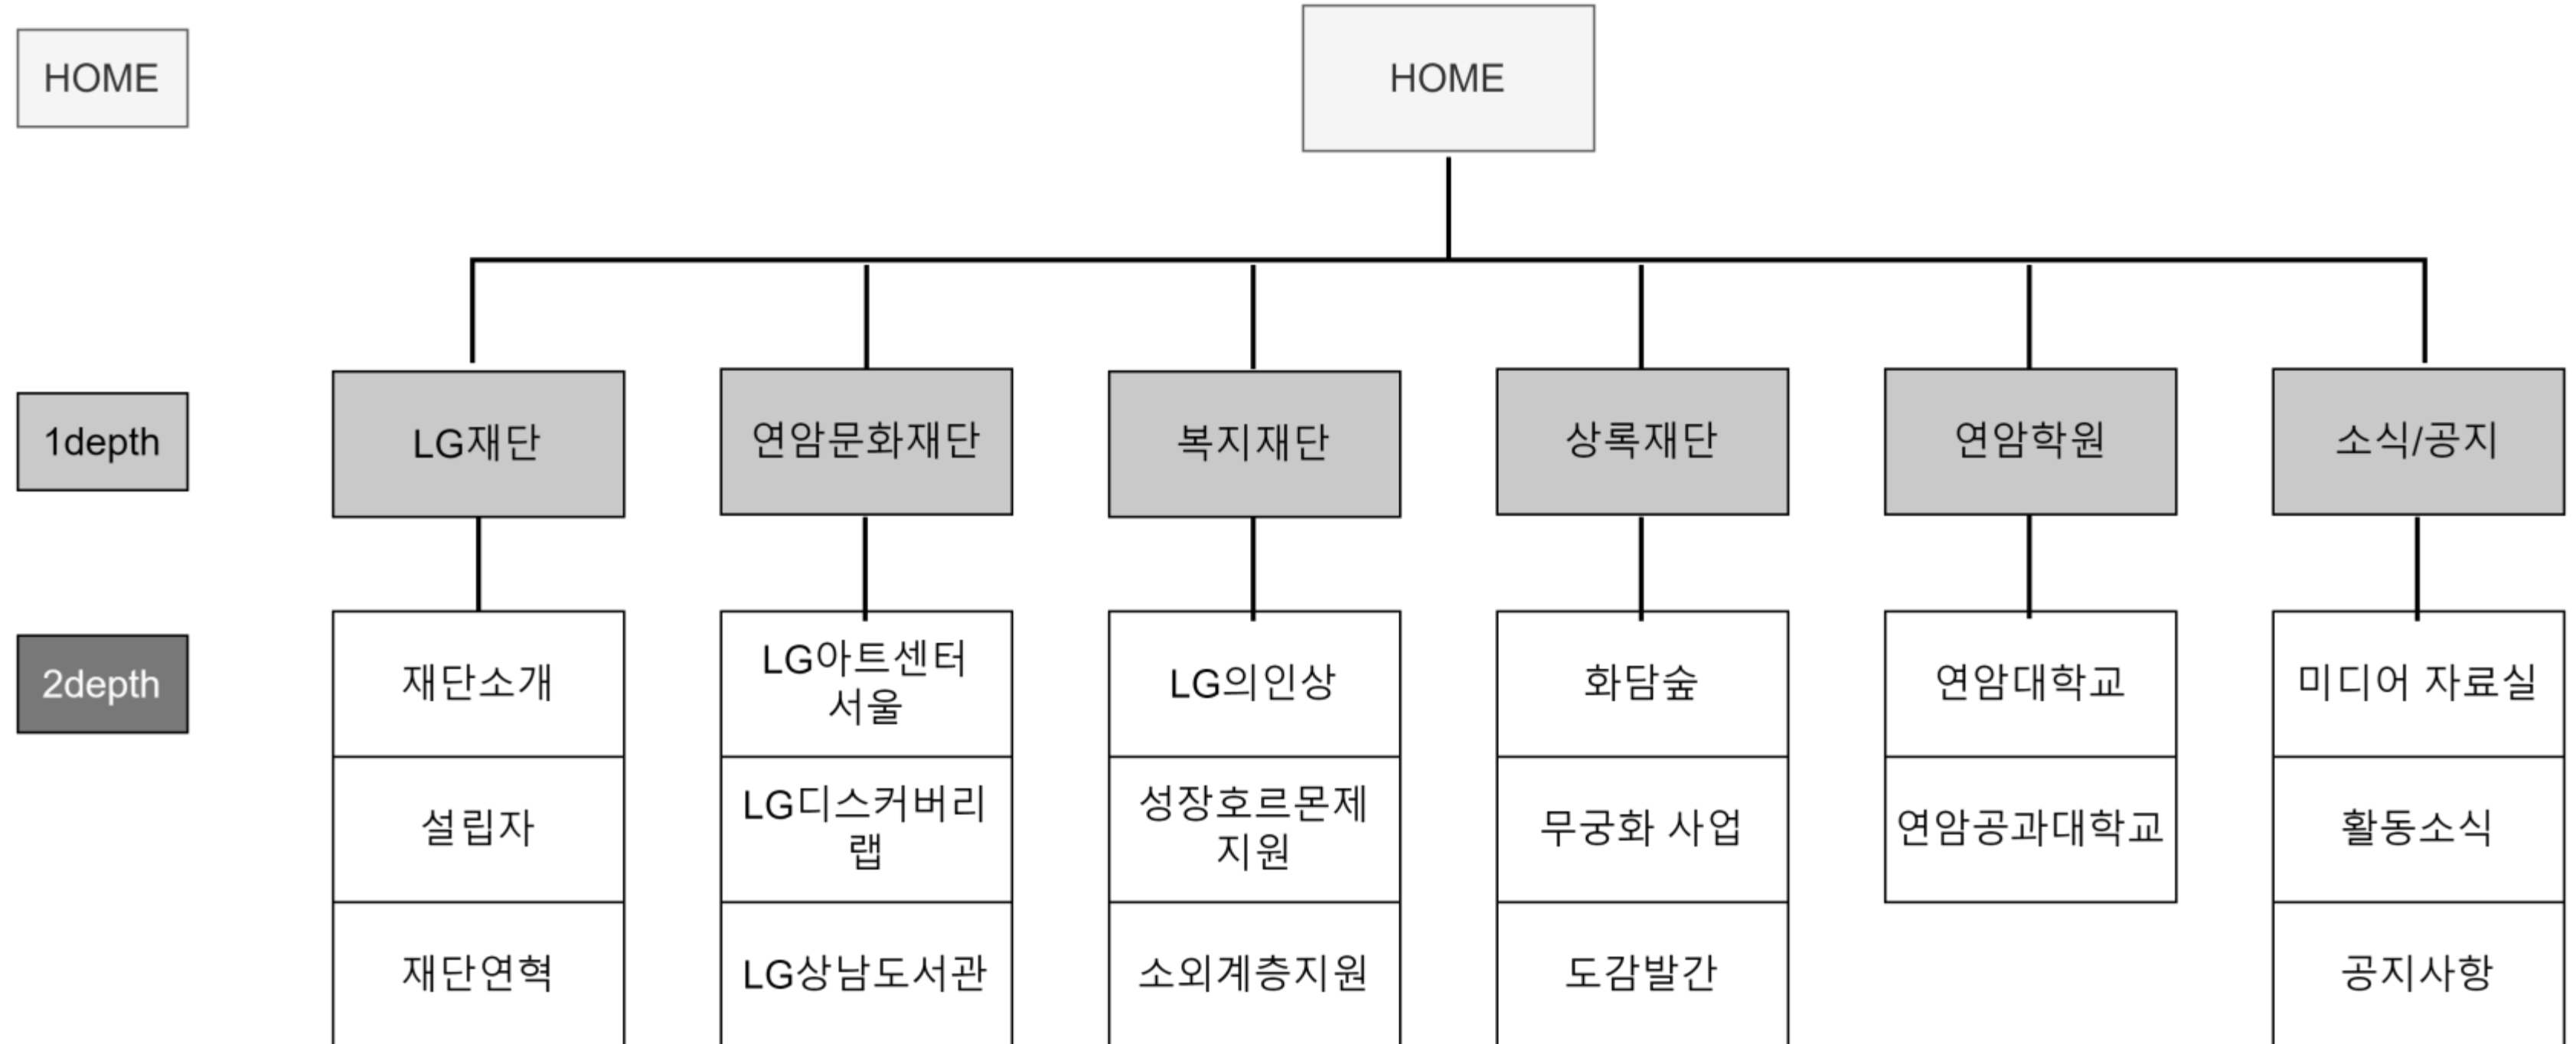 HOME
HOME
1depth
LG재단
연암문화재단
복지재단
상록재단
연암학원
소식/공지
2depth
재단소개
LG아트센터
서울
LG의인상
화담숲
연암대학교
미디어 자료실
설립자
LG디스커버리
랩
성장호르몬제
지원
무궁화 사업
연암공과대학교
활동소식
재단연혁
LG상남도서관
소외계층지원
도감발간
공지사항